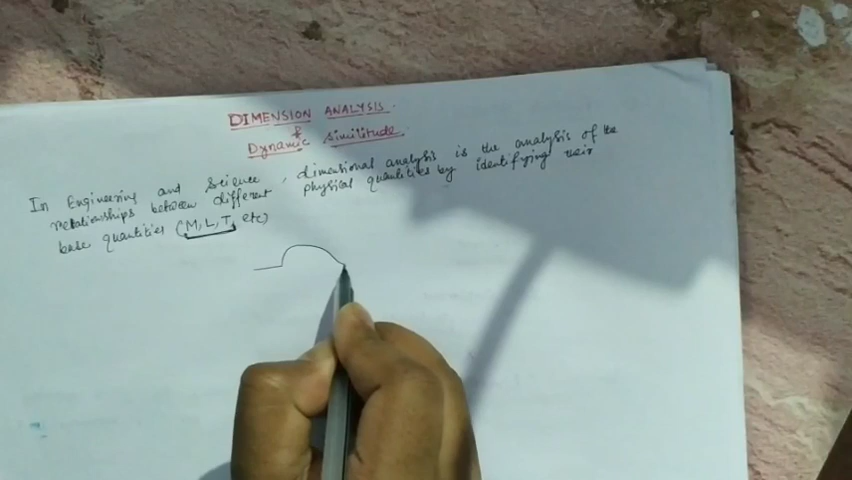 DIMENSION ANALYSIS.
&
Dynamic Similitude.
In Engineering and Science, dimensional analysis is the analysis of the
relationships between different physical quantities by identifying their
base quantities (M, L, T, etc)